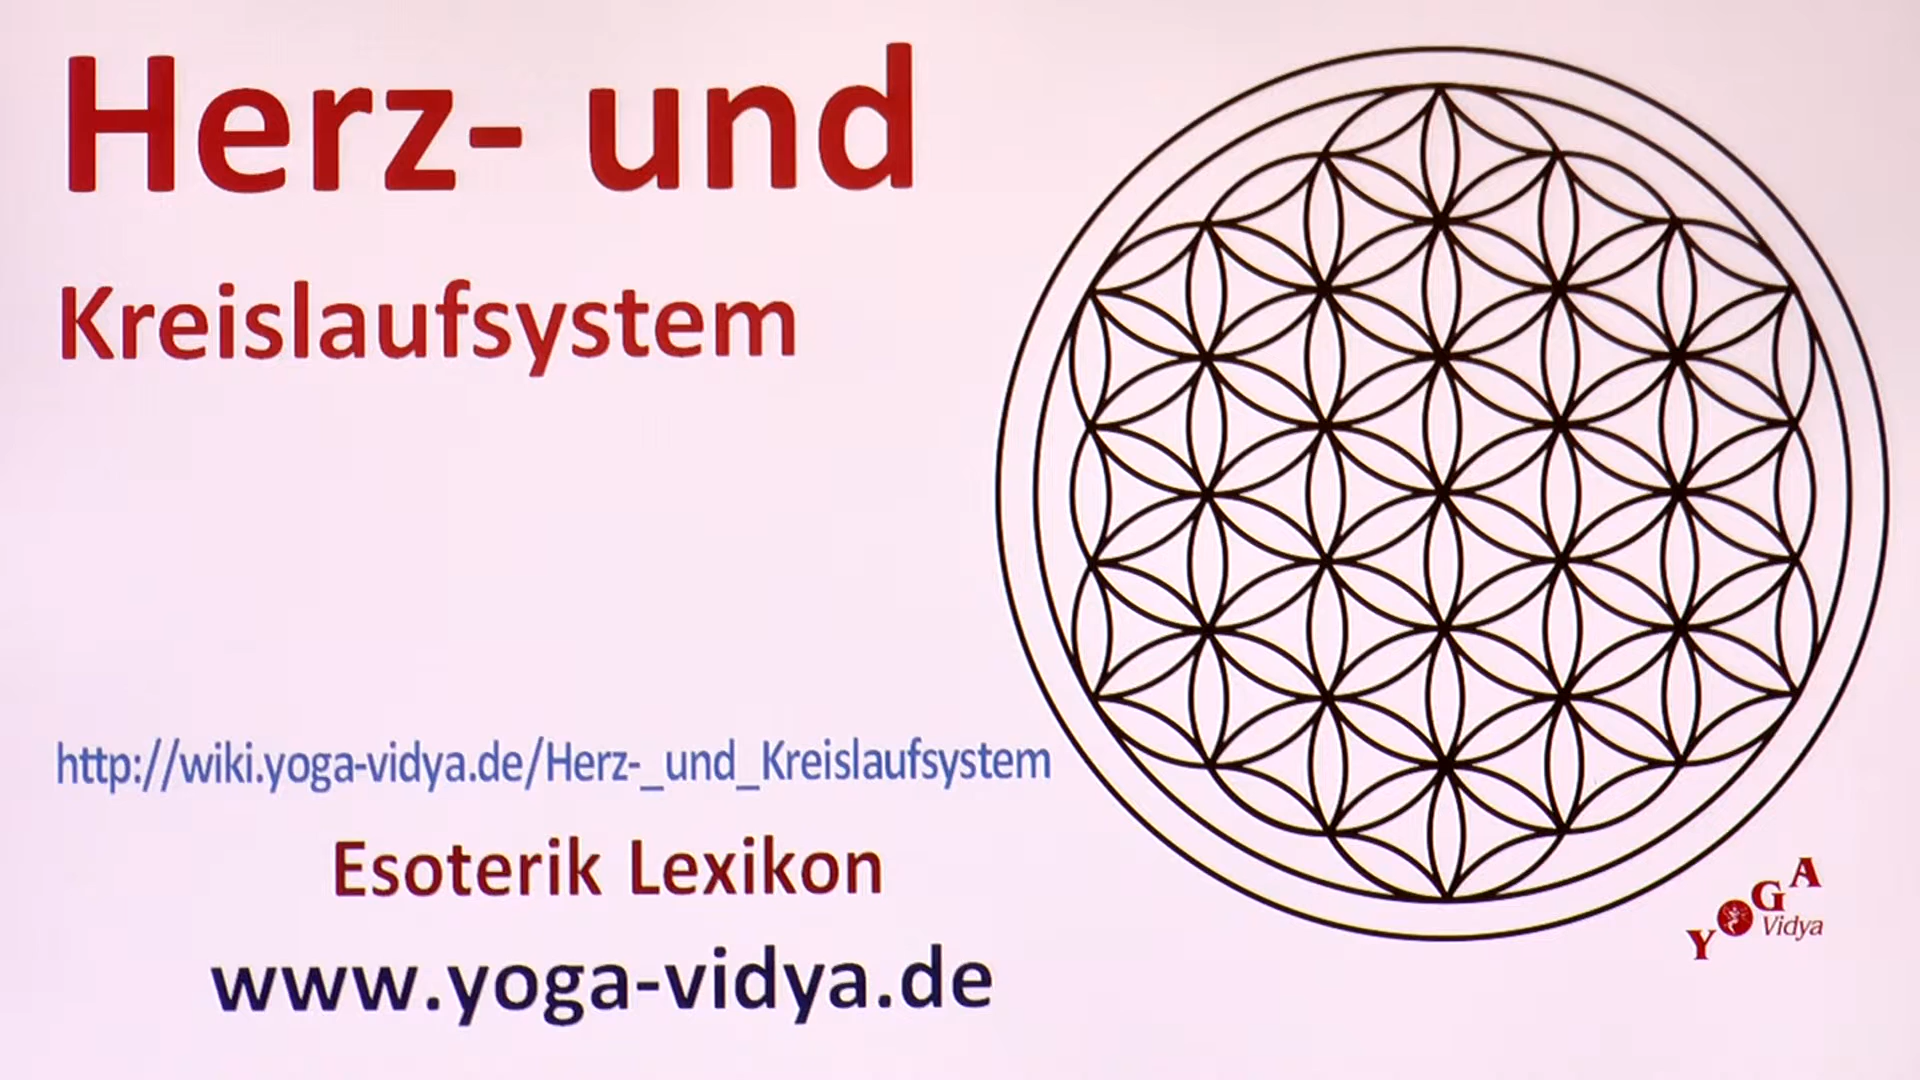 Herz- und
Kreislaufsystem
http://wiki.yoga-vidya.de/Herz-_und_Kreislaufsystem
Esoterik Lexikon
www.yoga-vidya.de
YOGA
Vidya